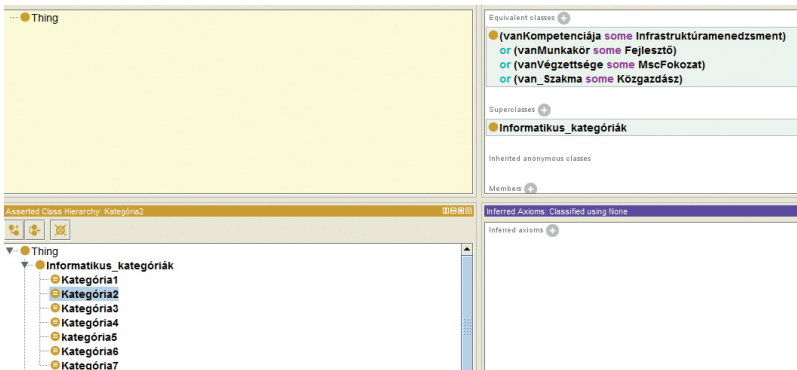 Thing
Equivalent classes
(vanKompetenciája some Infrastruktúramenedzsment)
or (vanMunkakör some Fejlesztő)
or (vanVégzettsége some MscFokozat)
or (van_Szakma some Közgazdász)
Superclasses
Informatikus_kategóriák
Inherited anonymous classes
Members
Asserted Class Hierarchy: Kategória2
Thing
Informatikus_kategóriák
Kategória1
Kategória2
Kategória3
Kategória4
kategória5
Kategória6
Kategória7
Inferred Axioms: Classified using None
Inferred axioms